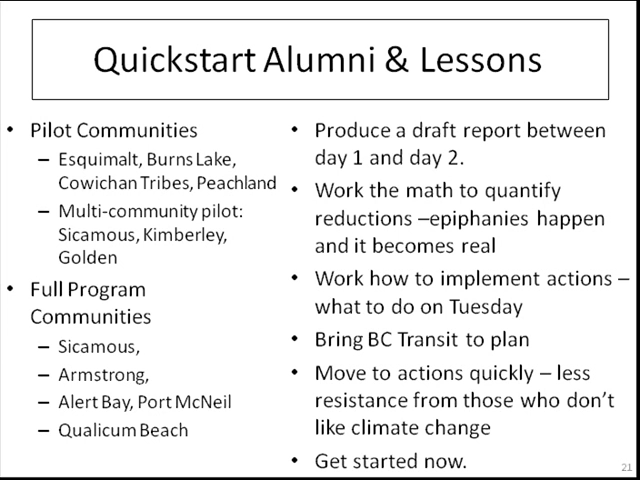 Quickstart Alumni & Lessons
• Pilot Communities
– Esquimalt, Burns Lake,
Cowichan Tribes, Peachland
– Multi-community pilot:
Sicamous, Kimberley,
Golden
• Full Program
Communities
– Sicamous,
– Armstrong,
– Alert Bay, Port McNeil
– Qualicum Beach
• Produce a draft report between
day 1 and day 2.
• Work the math to quantify
reductions –epiphanies happen
and it becomes real
• Work how to implement actions –
what to do on Tuesday
• Bring BC Transit to plan
• Move to actions quickly – less
resistance from those who don't
like climate change
• Get started now.
21